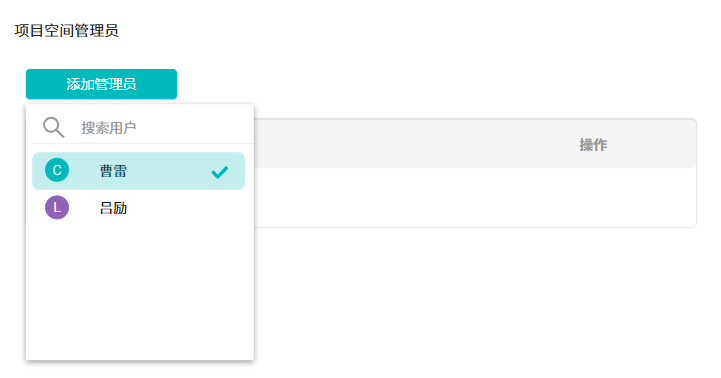 项目空间管理员
添加管理员
搜索用户
操作
C 曹雷
L 吕励